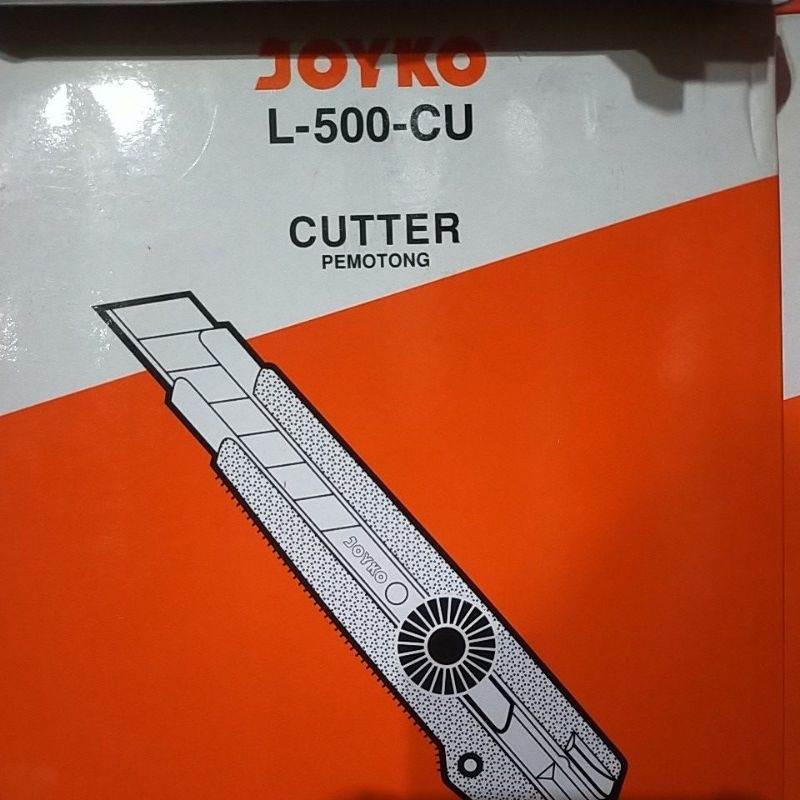 JOYKO
L-500-CU
CUTTER
PEMOTONG
JOYKO